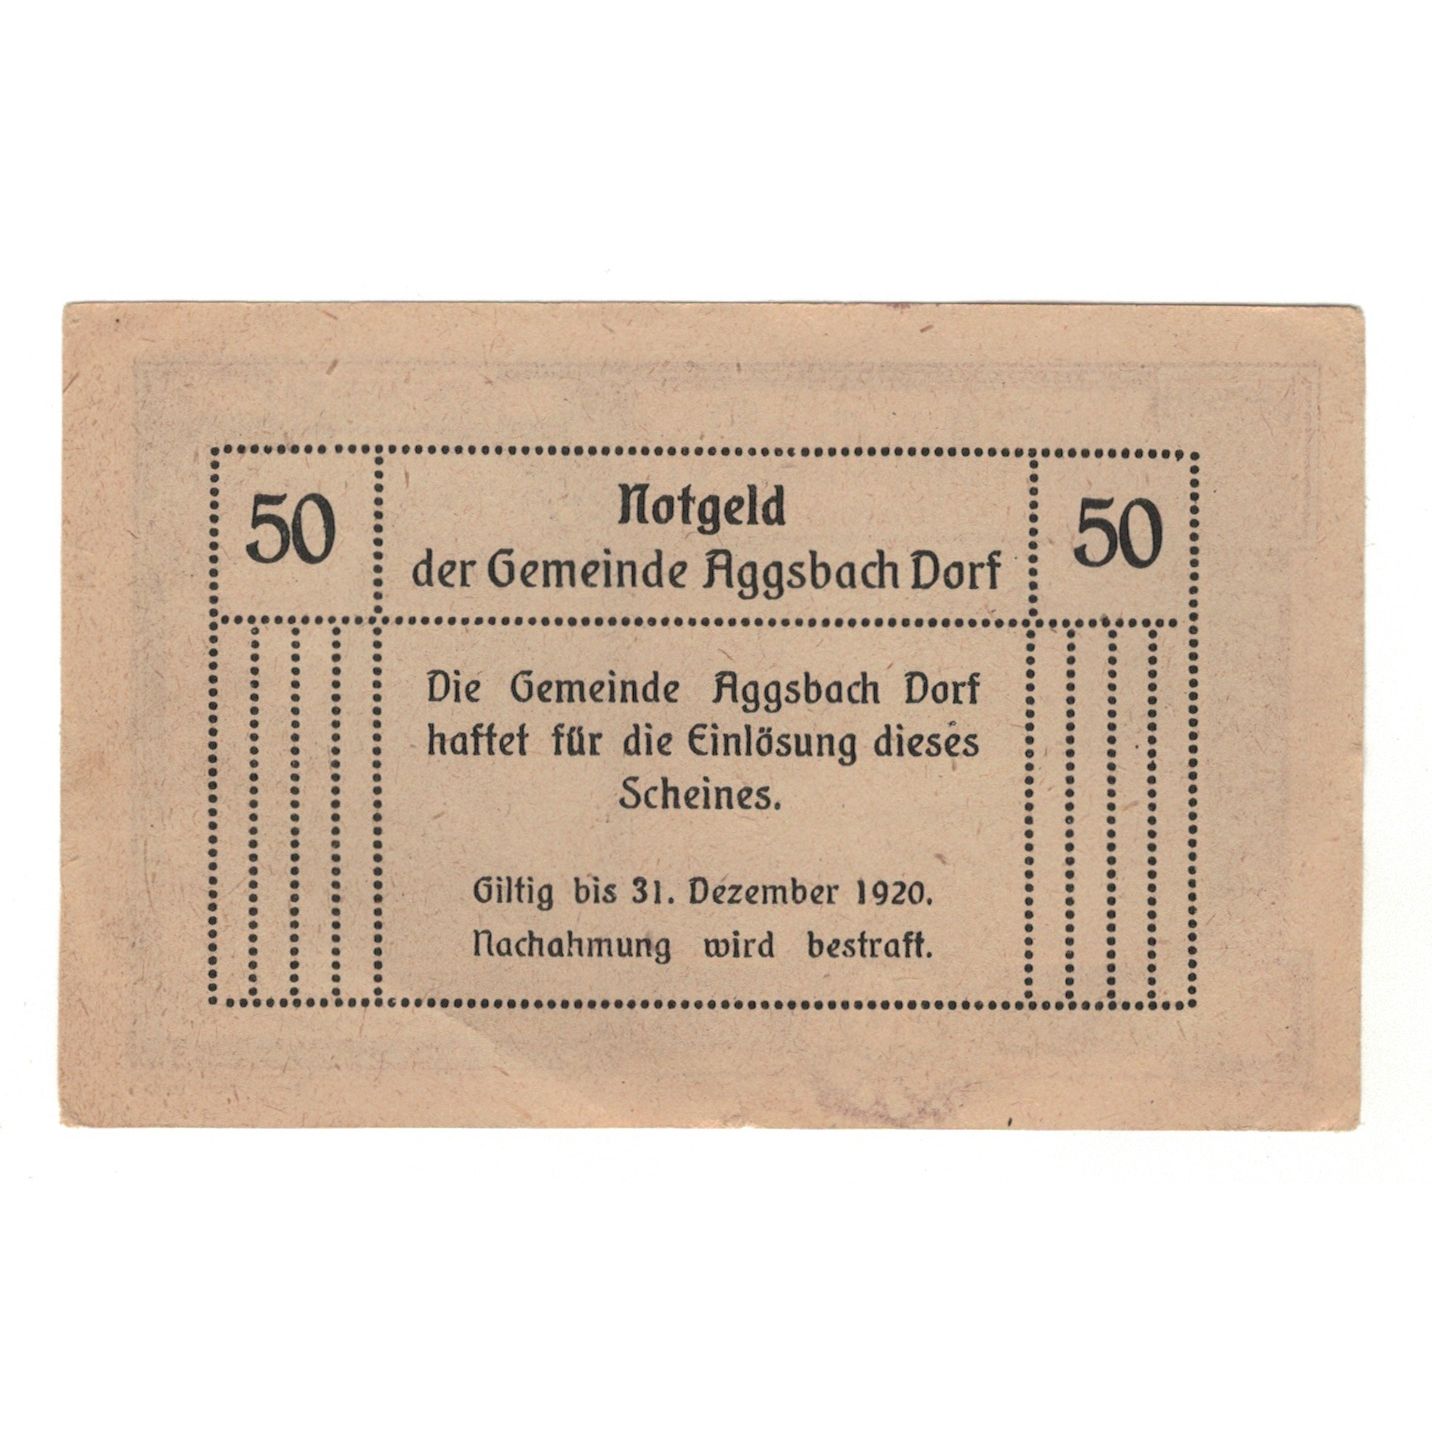 50 Notgeld 50
der Gemeinde Aggsbach Dorf
Die Gemeinde Aggsbach Dorf
haftet für die Einlösung dieses
Scheines.
Giltig bis 31. Dezember 1920.
Nachahmung wird bestraft.